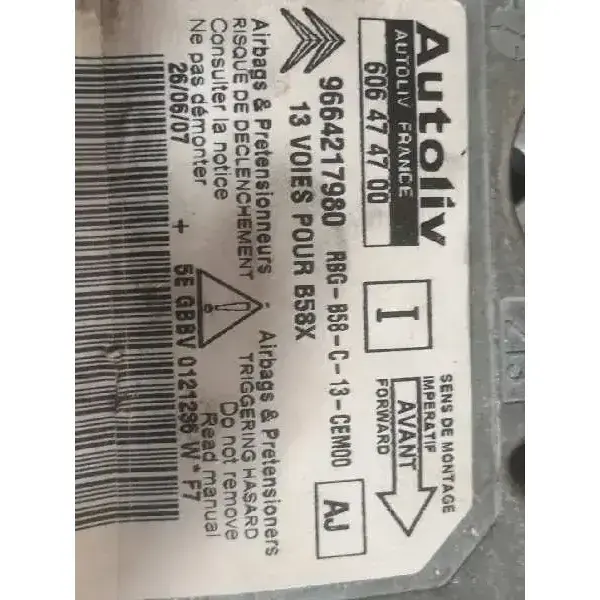 Autoliv
AUTOLIV FRANCE
606 47 47 00
I
SENS DE MONTAGE
IMPERATIF
AVANT
FORWARD
9664217980 RBG-B58-C-13-CEM00
13 VOIES POUR B58X
AJ
Airbags & Pretensionneurs - Airbags & Pretensioners
RISQUE DE DECLENCHEMENT TRIGGERING HASARD
Consulter la notice Do not remove
Ne pas démonter Read manual
26/06/07 + 5E GBBV 0121296 W*F7